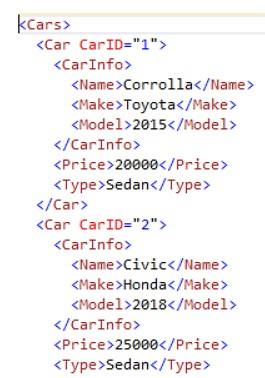 <Cars>
<Car CarID="1">
<CarInfo>
<Name>Corrolla</Name>
<Make>Toyota</Make>
<Model>2015</Model>
</CarInfo>
<Price>20000</Price>
<Type>Sedan</Type>
</Car>
<Car CarID="2">
<CarInfo>
<Name>Civic</Name>
<Make>Honda</Make>
<Model>2018</Model>
</CarInfo>
<Price>25000</Price>
<Type>Sedan</Type>